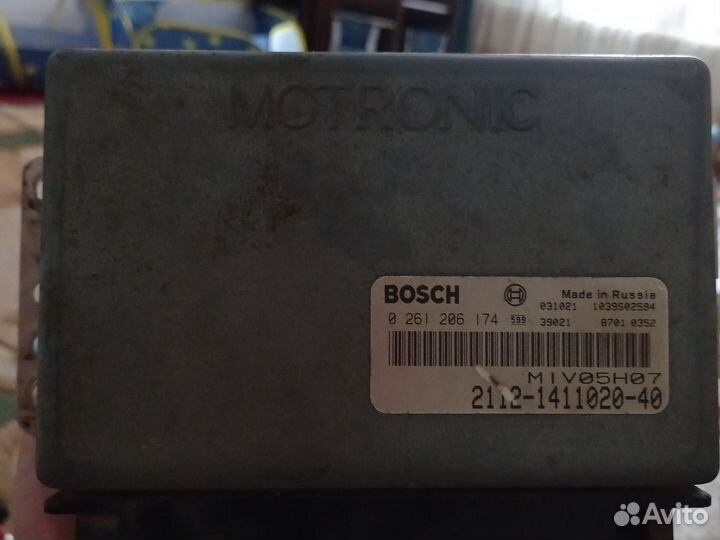 MOTRONIC
BOSCH Made in Russia
031021 1039S02594
0 261 206 174 S99 39021 8701 0352
M1V05H07
2112-1411020-40
Avito